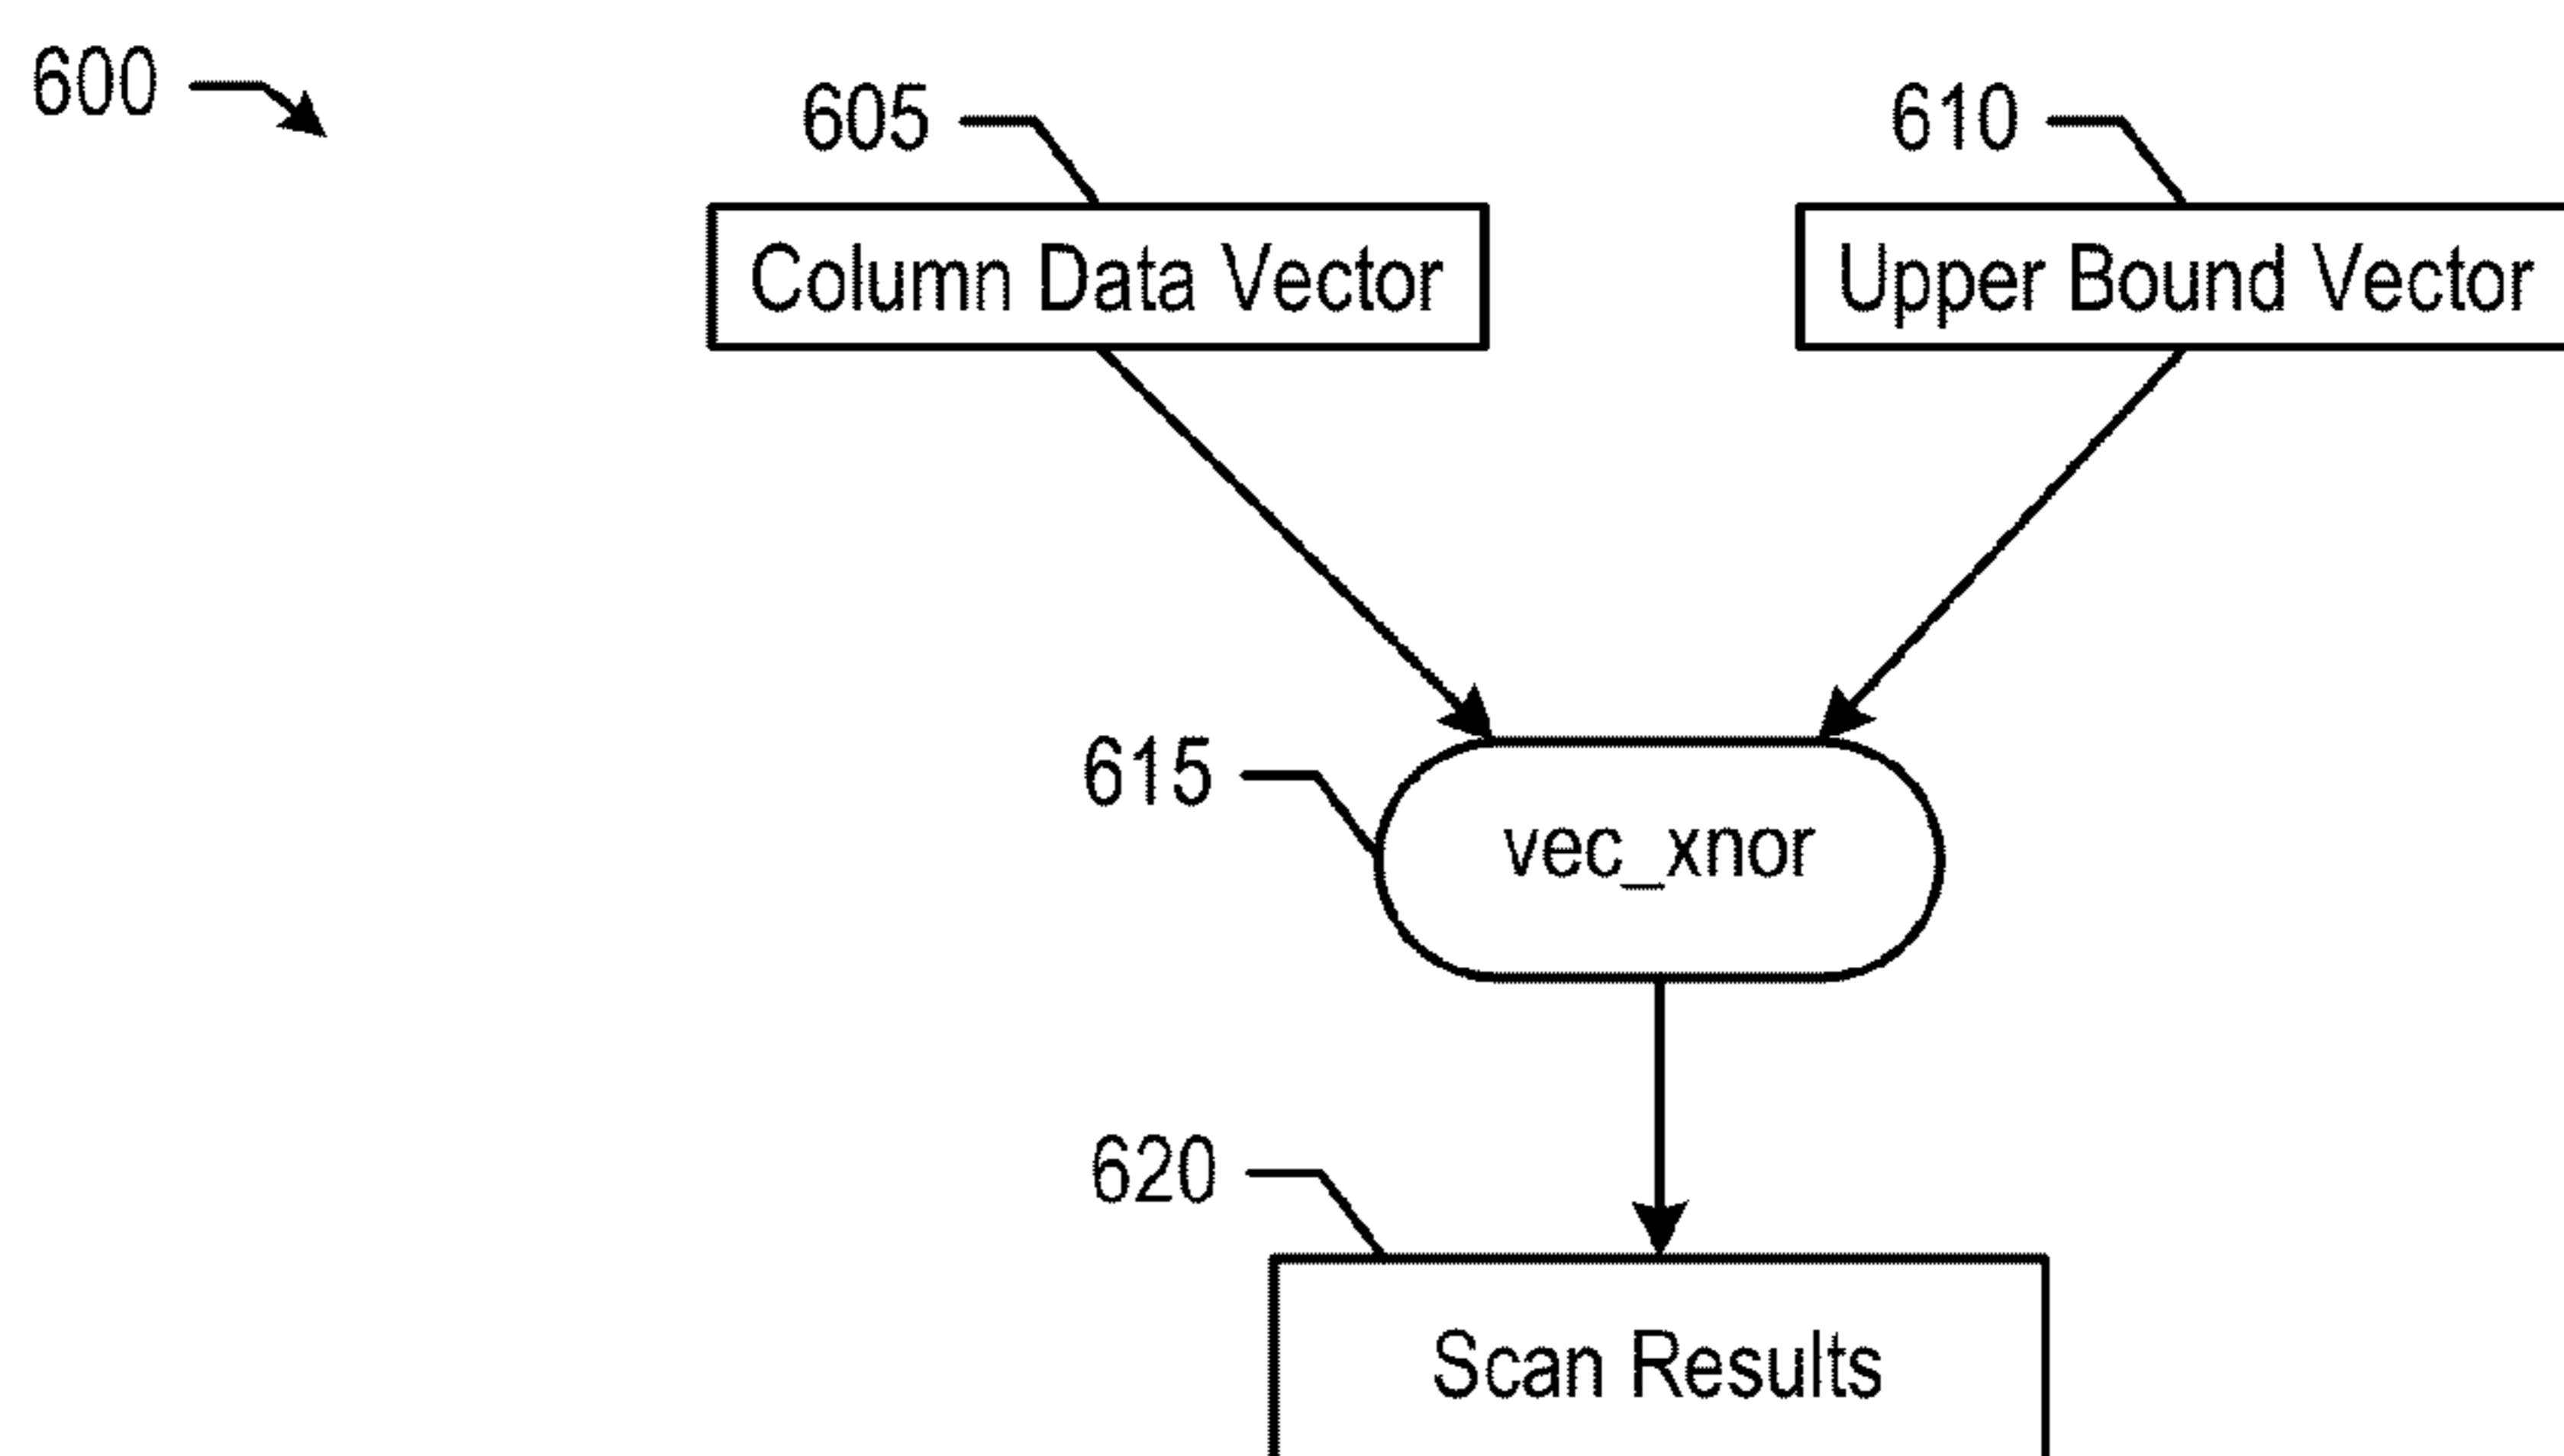 600
605
610
Column Data Vector
Upper Bound Vector
615
vec_xnor
620
Scan Results